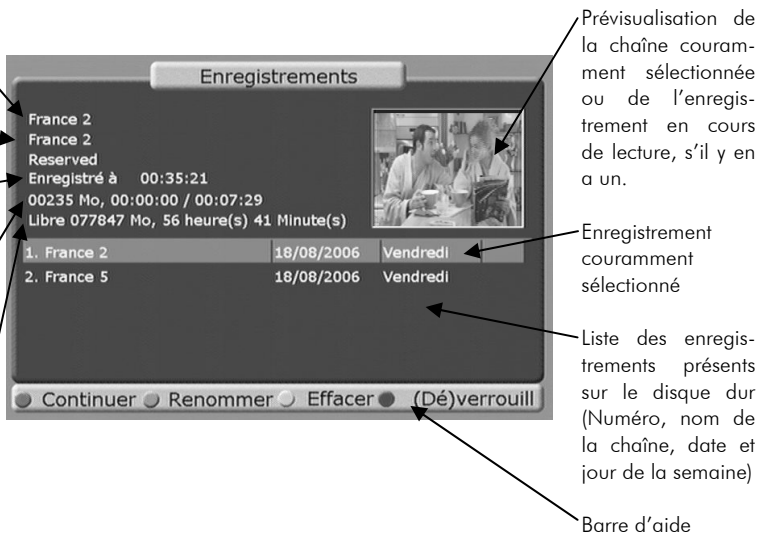 Enregistrements
France 2
France 2
Reserved
Enregistré à 00:35:21
00235 Mo, 00:00:00 / 00:07:29
Libre 077847 Mo, 56 heure(s) 41 Minute(s)
1. France 2 18/08/2006 Vendredi
2. France 5 18/08/2006 Vendredi
Continuer Renommer Effacer (Dé)verrouill
Prévisualisation de
la chaîne couram-
ment sélectionnée
ou de l'enregis-
trement en cours
de lecture, s'il y en
a un.
Enregistrement
couramment
sélectionné
Liste des enregis-
trements présents
sur le disque dur
(Numéro, nom de
la chaîne, date et
jour de la semaine)
Barre d'aide